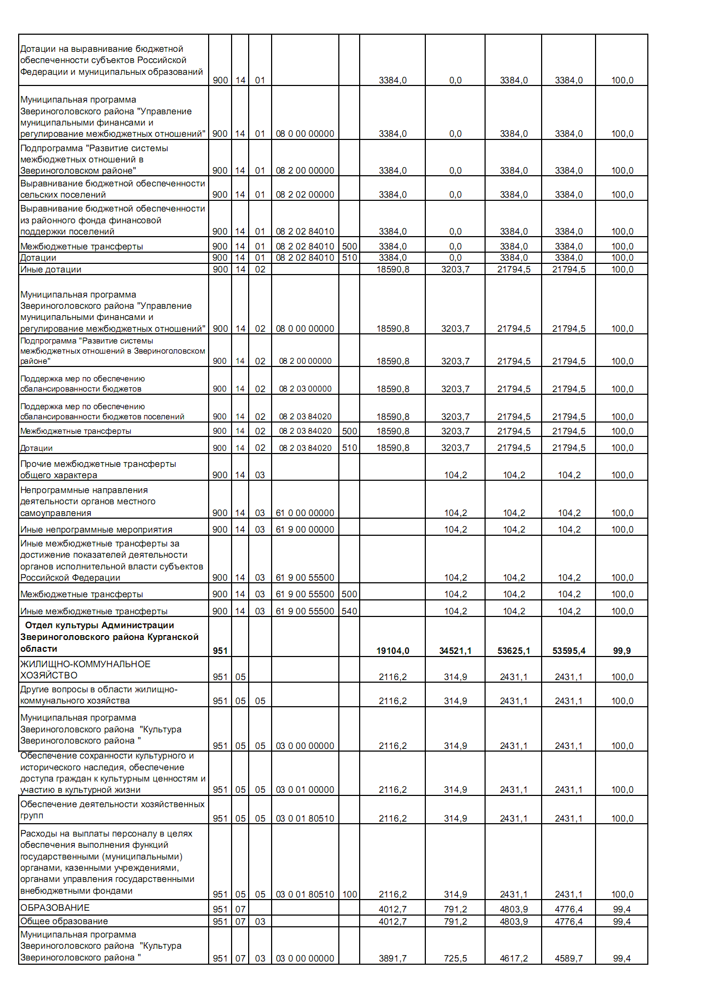 Дотации на выравнивание бюджетной
обеспеченности субъектов Российской
Федерации и муниципальных образований
900 14 01 3384,0 0,0 3384,0 3384,0 100,0
Муниципальная программа
Звериноголовского района "Управление
муниципальными финансами и
регулирование межбюджетных отношений" 900 14 01 08 0 00 00000 3384,0 0,0 3384,0 3384,0 100,0
Подпрограмма "Развитие системы
межбюджетных отношений в
Звериноголовском районе" 900 14 01 08 2 00 00000 3384,0 0,0 3384,0 3384,0 100,0
Выравнивание бюджетной обеспеченности
сельских поселений 900 14 01 08 2 02 00000 3384,0 0,0 3384,0 3384,0 100,0
Выравнивание бюджетной обеспеченности
из районного фонда финансовой
поддержки поселений 900 14 01 08 2 02 84010 3384,0 0,0 3384,0 3384,0 100,0
Межбюджетные трансферты 900 14 01 08 2 02 84010 500 3384,0 0,0 3384,0 3384,0 100,0
Дотации 900 14 01 08 2 02 84010 510 3384,0 0,0 3384,0 3384,0 100,0
Иные дотации 900 14 02 18590,8 3203,7 21794,5 21794,5 100,0
Муниципальная программа
Звериноголовского района "Управление
муниципальными финансами и
регулирование межбюджетных отношений" 900 14 02 08 0 00 00000 18590,8 3203,7 21794,5 21794,5 100,0
Подпрограмма "Развитие системы
межбюджетных отношений в Звериноголовском
районе" 900 14 02 08 2 00 00000 18590,8 3203,7 21794,5 21794,5 100,0
Поддержка мер по обеспечению
сбалансированности бюджетов 900 14 02 08 2 03 00000 18590,8 3203,7 21794,5 21794,5 100,0
Поддержка мер по обеспечению
сбалансированности бюджетов поселений 900 14 02 08 2 03 84020 18590,8 3203,7 21794,5 21794,5 100,0
Межбюджетные трансферты 900 14 02 08 2 03 84020 500 18590,8 3203,7 21794,5 21794,5 100,0
Дотации 900 14 02 08 2 03 84020 510 18590,8 3203,7 21794,5 21794,5 100,0
Прочие межбюджетные трансферты
общего характера 900 14 03 104,2 104,2 104,2 100,0
Непрограммные направления
деятельности органов местного
самоуправления 900 14 03 61 0 00 00000 104,2 104,2 104,2 100,0
Иные непрограммные мероприятия 900 14 03 61 9 00 00000 104,2 104,2 104,2 100,0
Иные межбюджетные трансферты за
достижение показателей деятельности
органов исполнительной власти субъектов
Российской Федерации 900 14 03 61 9 00 55500 104,2 104,2 104,2 100,0
Межбюджетные трансферты 900 14 03 61 9 00 55500 500 104,2 104,2 104,2 100,0
Иные межбюджетные трансферты 900 14 03 61 9 00 55500 540 104,2 104,2 104,2 100,0
Отдел культуры Администрации
Звериноголовского района Курганской
области 951 19104,0 34521,1 53625,1 53595,4 99,9
ЖИЛИЩНО-КОММУНАЛЬНОЕ
ХОЗЯЙСТВО 951 05 2116,2 314,9 2431,1 2431,1 100,0
Другие вопросы в области жилищно-
коммунального хозяйства 951 05 05 2116,2 314,9 2431,1 2431,1 100,0
Муниципальная программа
Звериноголовского района "Культура
Звериноголовского района "
951 05 05 03 0 00 00000 2116,2 314,9 2431,1 2431,1 100,0
Обеспечение сохранности культурного и
исторического наследия, обеспечение
доступа граждан к культурным ценностям и
участию в культурной жизни 951 05 05 03 0 01 00000 2116,2 314,9 2431,1 2431,1 100,0
Обеспечение деятельности хозяйственных
групп 951 05 05 03 0 01 80510 2116,2 314,9 2431,1 2431,1 100,0
Расходы на выплаты персоналу в целях
обеспечения выполнения функций
государственными (муниципальными)
органами, казенными учреждениями,
органами управления государственными
внебюджетными фондами 951 05 05 03 0 01 80510 100 2116,2 314,9 2431,1 2431,1 100,0
ОБРАЗОВАНИЕ 951 07 4012,7 791,2 4803,9 4776,4 99,4
Общее образование 951 07 03 4012,7 791,2 4803,9 4776,4 99,4
Муниципальная программа
Звериноголовского района "Культура
Звериноголовского района " 951 07 03 03 0 00 00000 3891,7 725,5 4617,2 4589,7 99,4